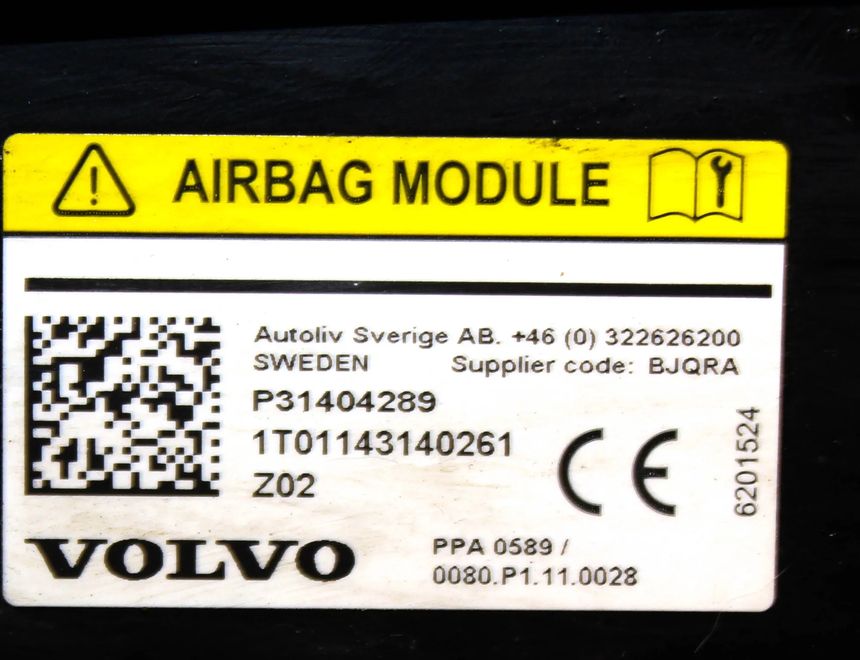 AIRBAG MODULE
Autoliv Sverige AB. +46 (0) 322626200
SWEDEN Supplier code: BJQRA
P31404289
1T01143140261
Z02
CE
6201524
VOLVO
PPA 0589 /
0080.P1.11.0028